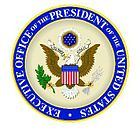 EXECUTIVE OFFICE OF THE PRESIDENT OF THE UNITED STATES